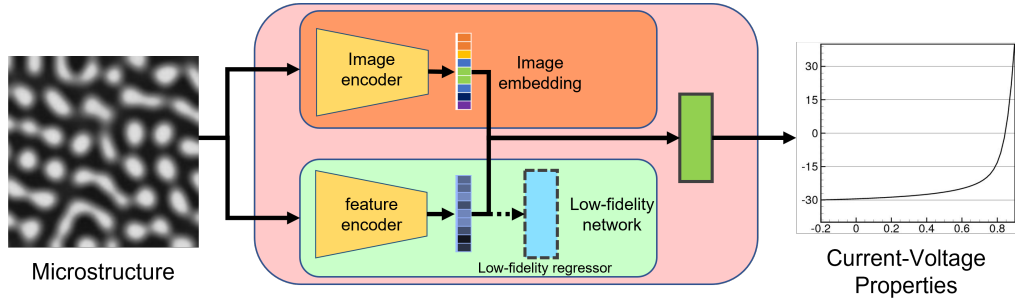 Microstructure
Image
encoder
Image
embedding
feature
encoder
Low-fidelity
network
Low-fidelity regressor
30
15
0
-15
-30
-0.2
0
0.2
0.4
0.6
0.8
Current-Voltage
Properties